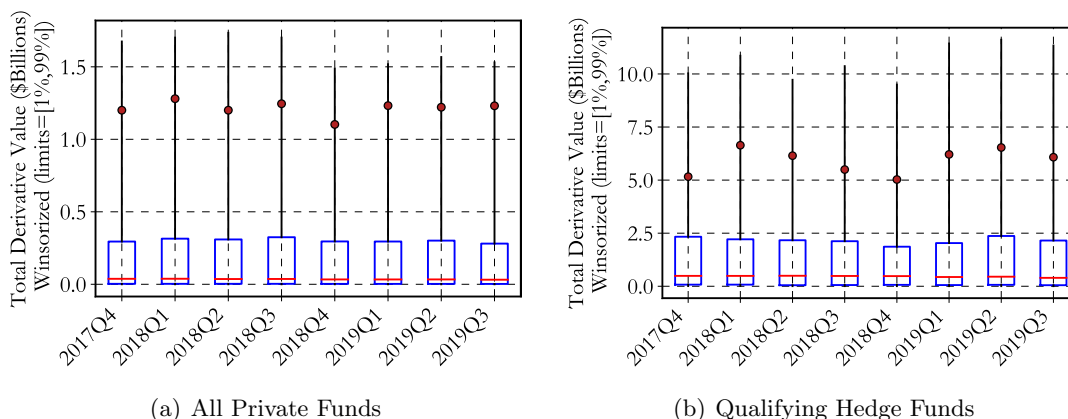 Total Derivative Value ($Billions)
Winsorized (limits=[1%,99%])
1.5
1.0
0.5
0.0
2017Q4
2018Q1
2018Q2
2018Q3
2018Q4
2019Q1
2019Q2
2019Q3
(a) All Private Funds
Total Derivative Value ($Billions)
Winsorized (limits=[1%,99%])
10.0
7.5
5.0
2.5
0.0
2017Q4
2018Q1
2018Q2
2018Q3
2018Q4
2019Q1
2019Q2
2019Q3
(b) Qualifying Hedge Funds